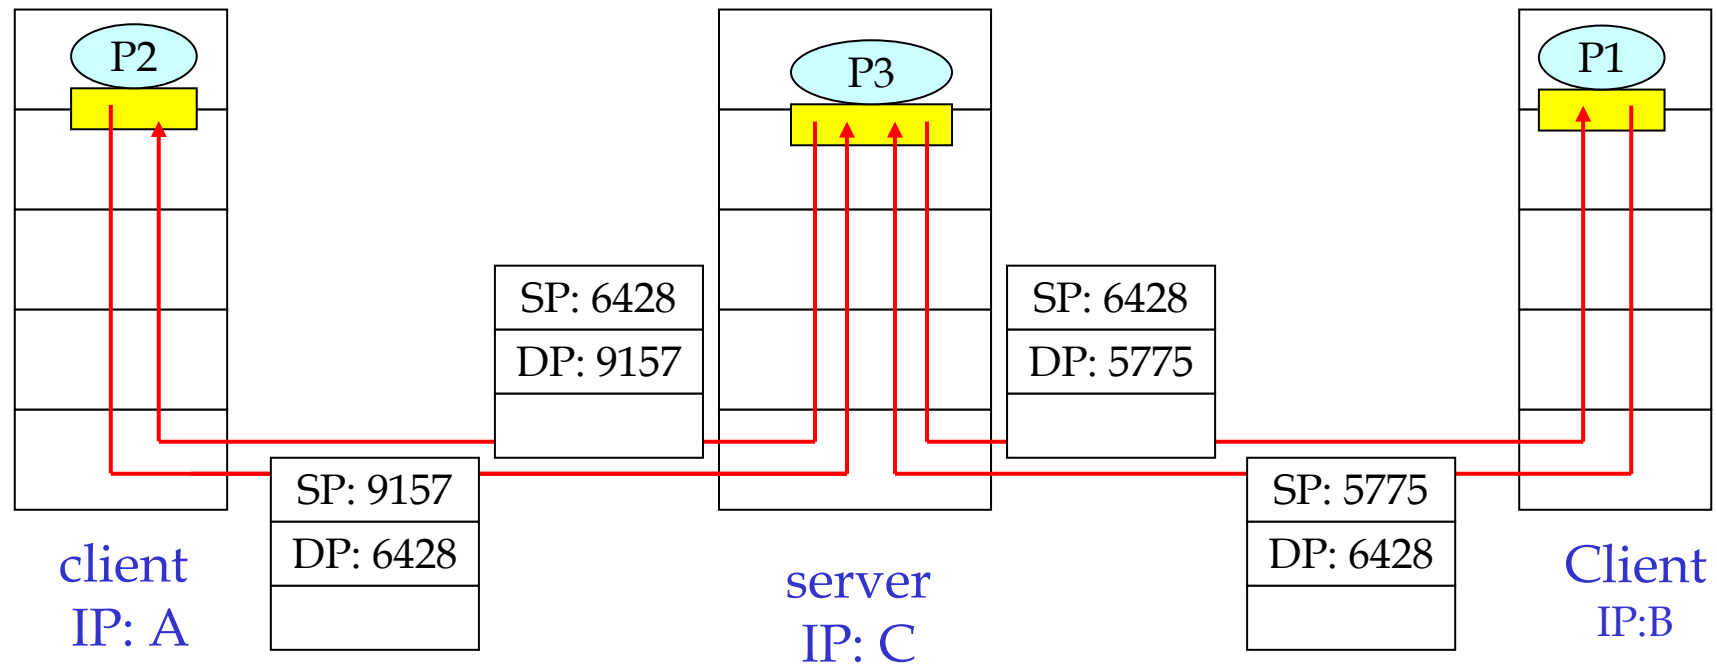 P2
P3
P1
SP: 6428
DP: 9157
SP: 6428
DP: 5775
SP: 9157
DP: 6428
SP: 5775
DP: 6428
client
IP: A
server
IP: C
Client
IP:B